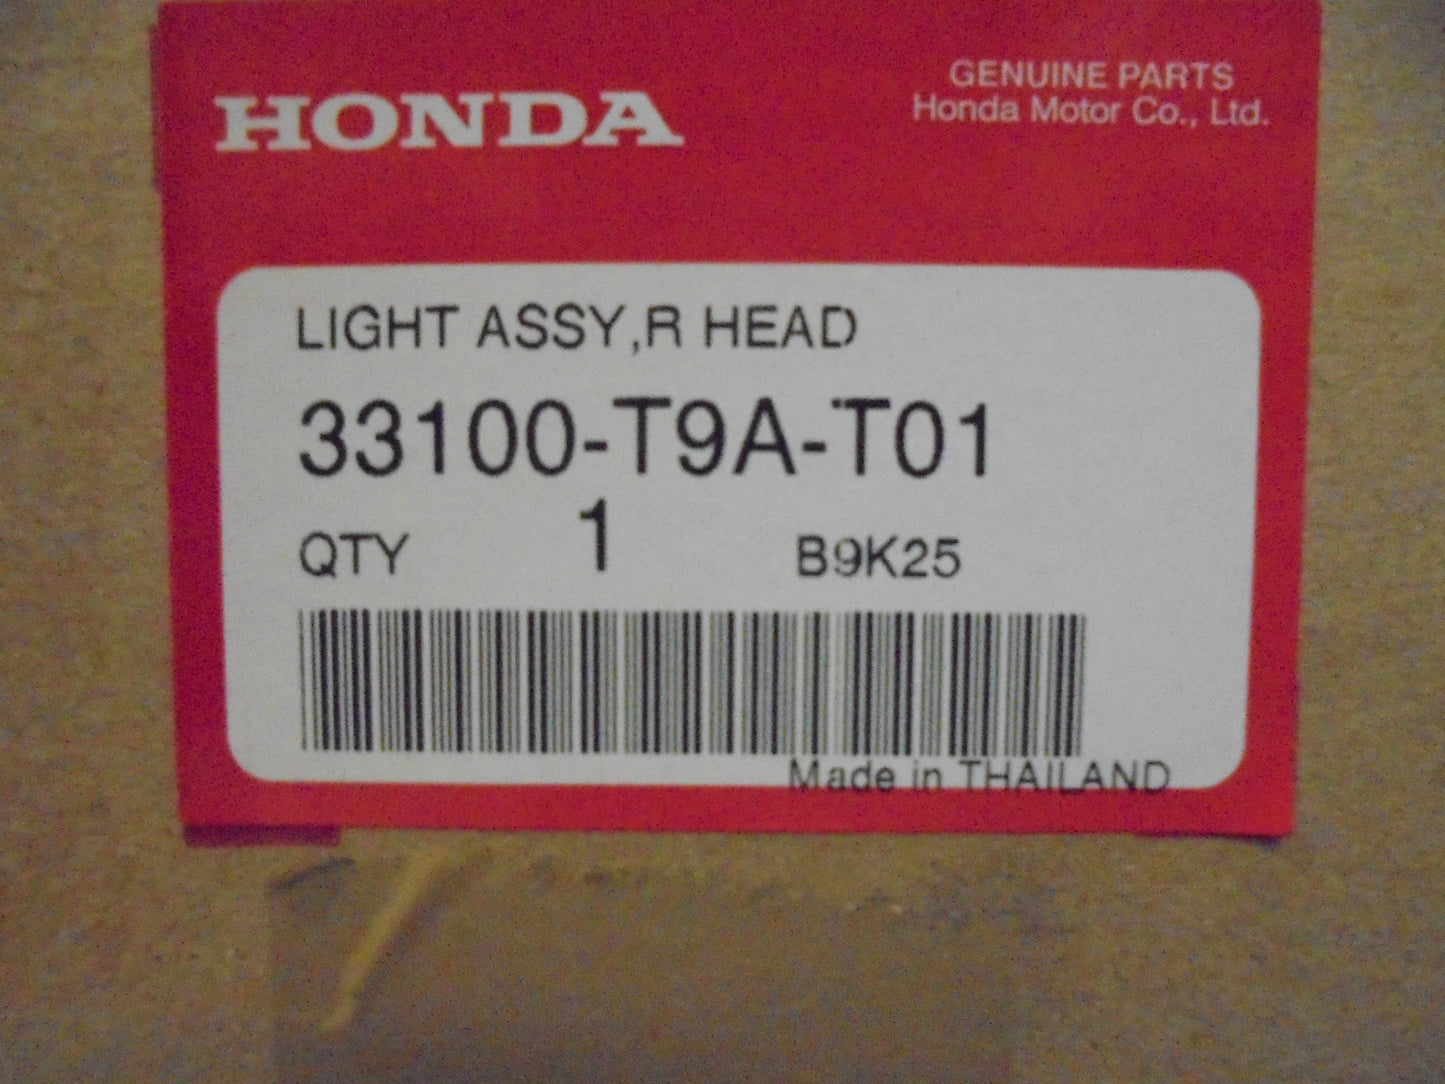 HONDA
GENUINE PARTS
Honda Motor Co., Ltd.
LIGHT ASSY,R HEAD
33100-T9A-T01
QTY 1 B9K25
Made in THAILAND